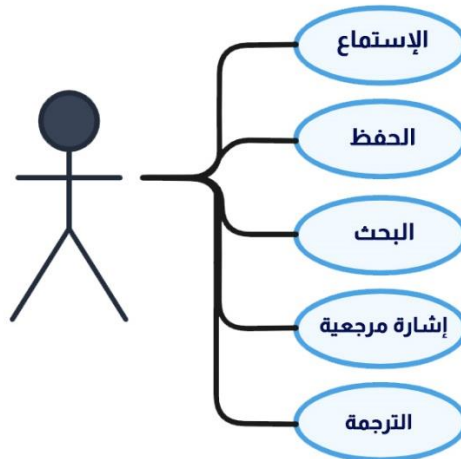 الإستماع
الحفظ
البحث
إشارة مرجعية
الترجمة